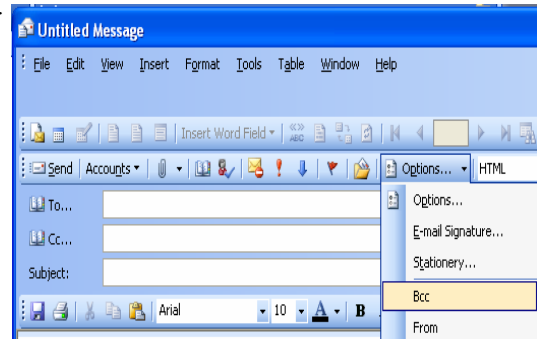 Untitled Message
File Edit View Insert Format Tools Table Window Help
Insert Word Field ABC
Send Accounts Options... HTML
To...
Options...
E-mail Signature...
Cc...
Stationery...
Subject:
Bcc
Arial 10 A B
From